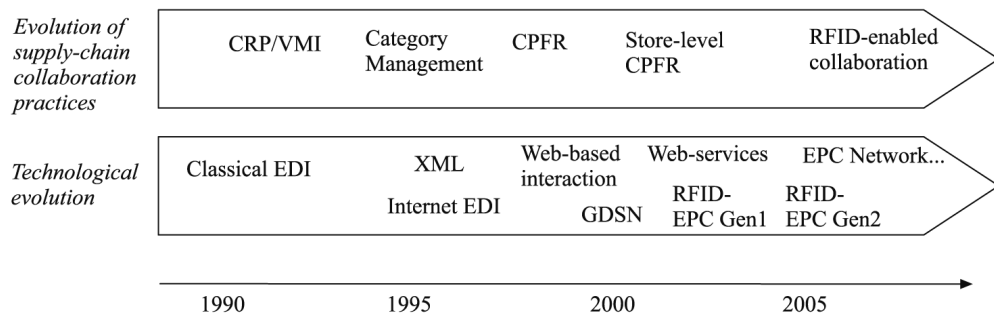 Evolution of
supply-chain
collaboration
practices
CRP/VMI
Category
Management
CPFR
Store-level
CPFR
RFID-enabled
collaboration
Technological
evolution
Classical EDI
XML
Internet EDI
Web-based
interaction
GDSN
Web-services
RFID-
EPC Gen1
EPC Network...
RFID-
EPC Gen2
1990
1995
2000
2005